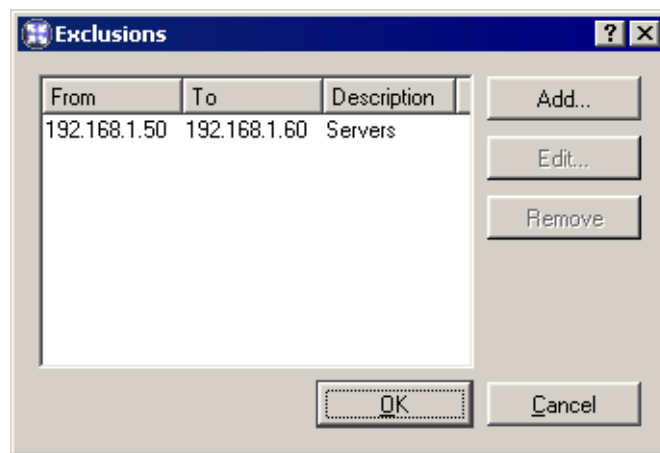 Exclusions
From To Description
192.168.1.50 192.168.1.60 Servers
Add...
Edit...
Remove
OK
Cancel